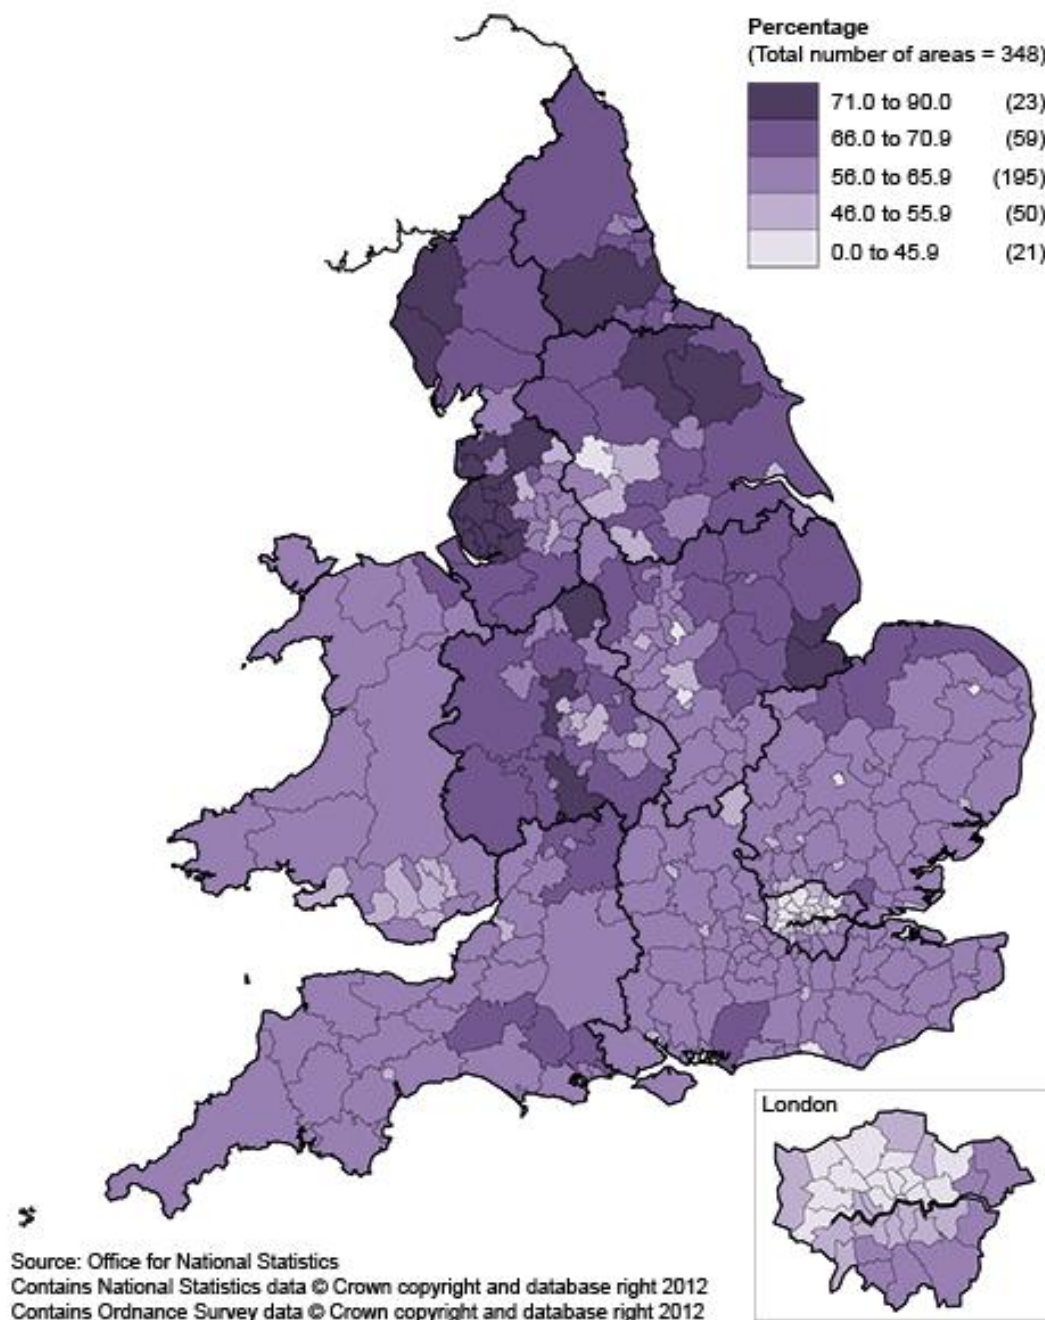 Percentage
(Total number of areas = 348)
71.0 to 90.0 (23)
66.0 to 70.9 (59)
56.0 to 65.9 (195)
46.0 to 55.9 (50)
0.0 to 45.9 (21)
London
Source: Office for National Statistics
Contains National Statistics data © Crown copyright and database right 2012
Contains Ordnance Survey data © Crown copyright and database right 2012